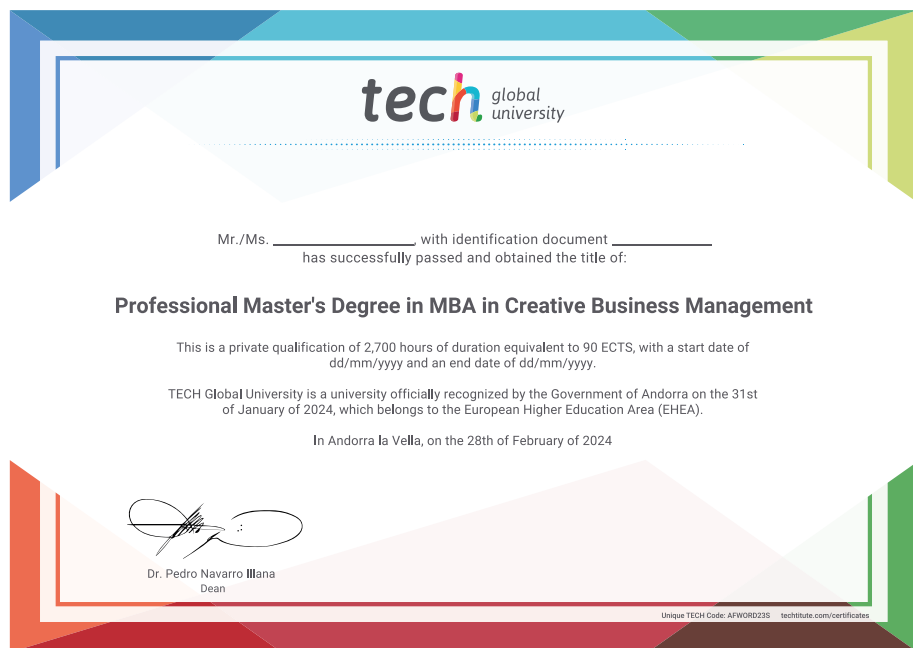 tech global
university
Mr./Ms. ________________, with identification document ____________
has successfully passed and obtained the title of:
Professional Master's Degree in MBA in Creative Business Management
This is a private qualification of 2,700 hours of duration equivalent to 90 ECTS, with a start date of
dd/mm/yyyy and an end date of dd/mm/yyyy.
TECH Global University is a university officially recognized by the Government of Andorra on the 31st
of January of 2024, which belongs to the European Higher Education Area (EHEA).
In Andorra la Vella, on the 28th of February of 2024
Dr. Pedro Navarro Illana
Dean
Unique TECH Code: AFWORD23S techtitute.com/certificates